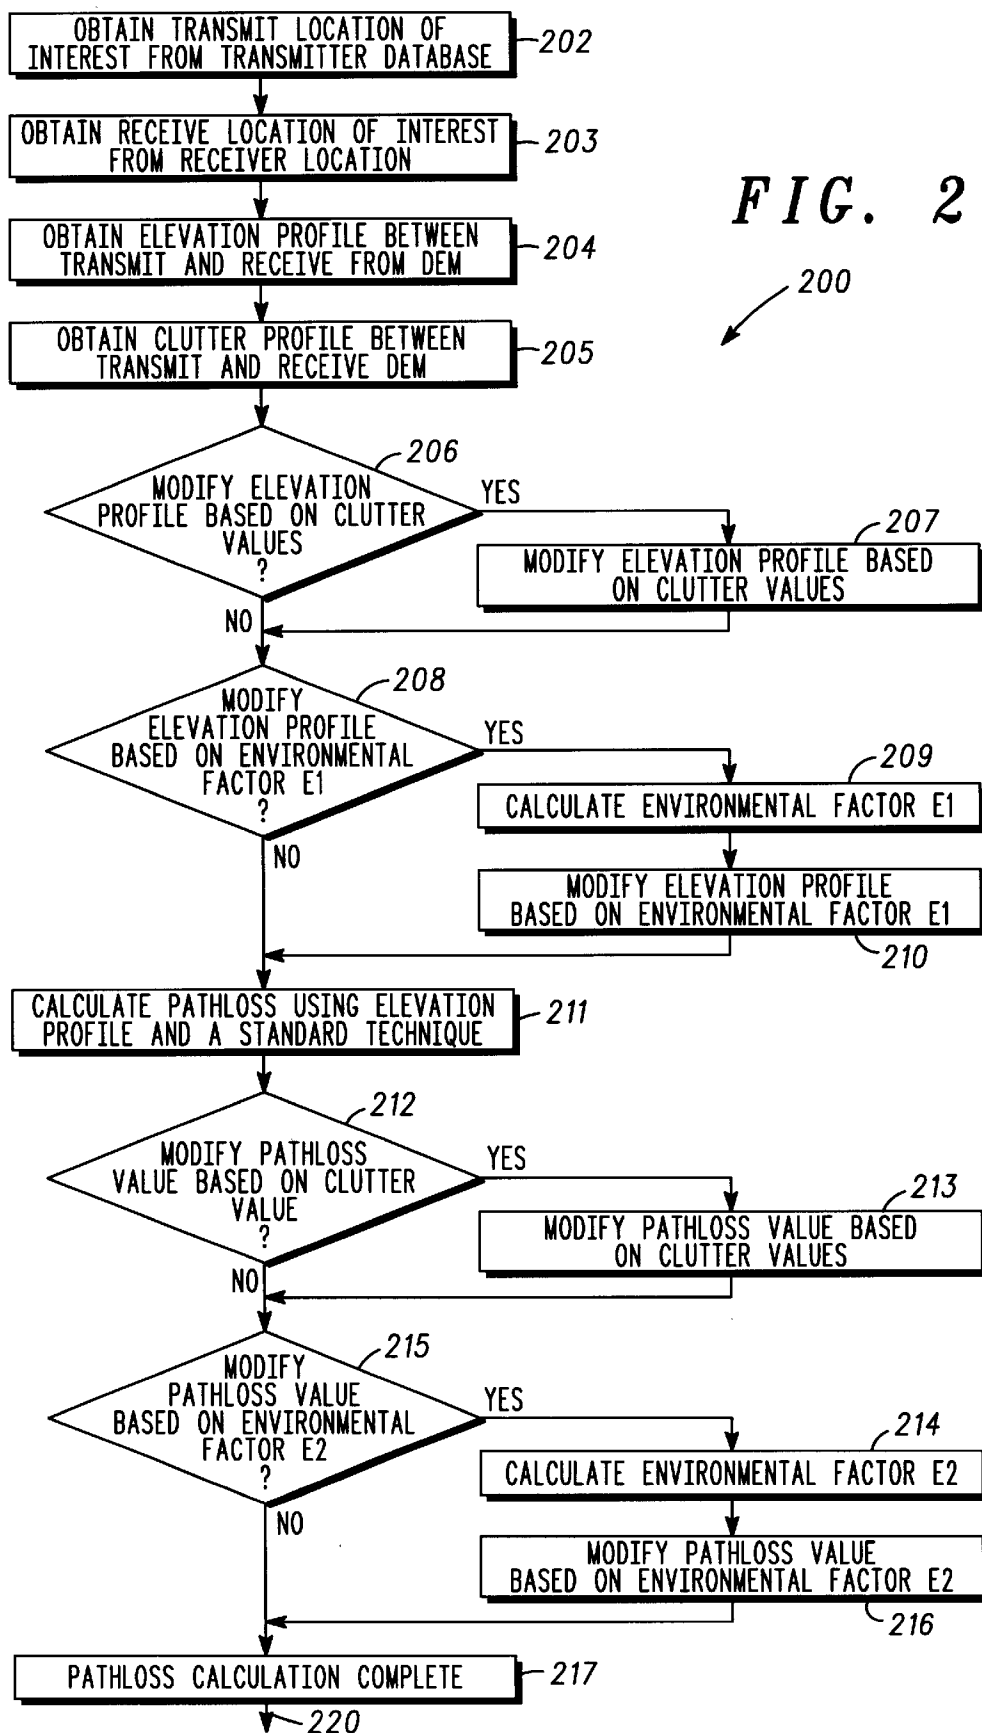 OBTAIN TRANSMIT LOCATION OF
INTEREST FROM TRANSMITTER DATABASE
202
OBTAIN RECEIVE LOCATION OF INTEREST
FROM RECEIVER LOCATION
203
FIG. 2
OBTAIN ELEVATION PROFILE BETWEEN
TRANSMIT AND RECEIVE FROM DEM
204
200
OBTAIN CLUTTER PROFILE BETWEEN
TRANSMIT AND RECEIVE DEM
205
206
MODIFY ELEVATION
PROFILE BASED ON CLUTTER
VALUES
?
YES
207
MODIFY ELEVATION PROFILE BASED
ON CLUTTER VALUES
NO
208
MODIFY
ELEVATION PROFILE
BASED ON ENVIRONMENTAL
FACTOR E1
?
YES
209
CALCULATE ENVIRONMENTAL FACTOR E1
NO
MODIFY ELEVATION PROFILE
BASED ON ENVIRONMENTAL FACTOR E1
210
CALCULATE PATHLOSS USING ELEVATION
PROFILE AND A STANDARD TECHNIQUE
211
212
MODIFY PATHLOSS
VALUE BASED ON CLUTTER
VALUE
?
YES
213
MODIFY PATHLOSS VALUE BASED
ON CLUTTER VALUES
NO
215
MODIFY
PATHLOSS VALUE
BASED ON ENVIRONMENTAL
FACTOR E2
?
YES
214
CALCULATE ENVIRONMENTAL FACTOR E2
NO
MODIFY PATHLOSS VALUE
BASED ON ENVIRONMENTAL FACTOR E2
216
PATHLOSS CALCULATION COMPLETE
217
220